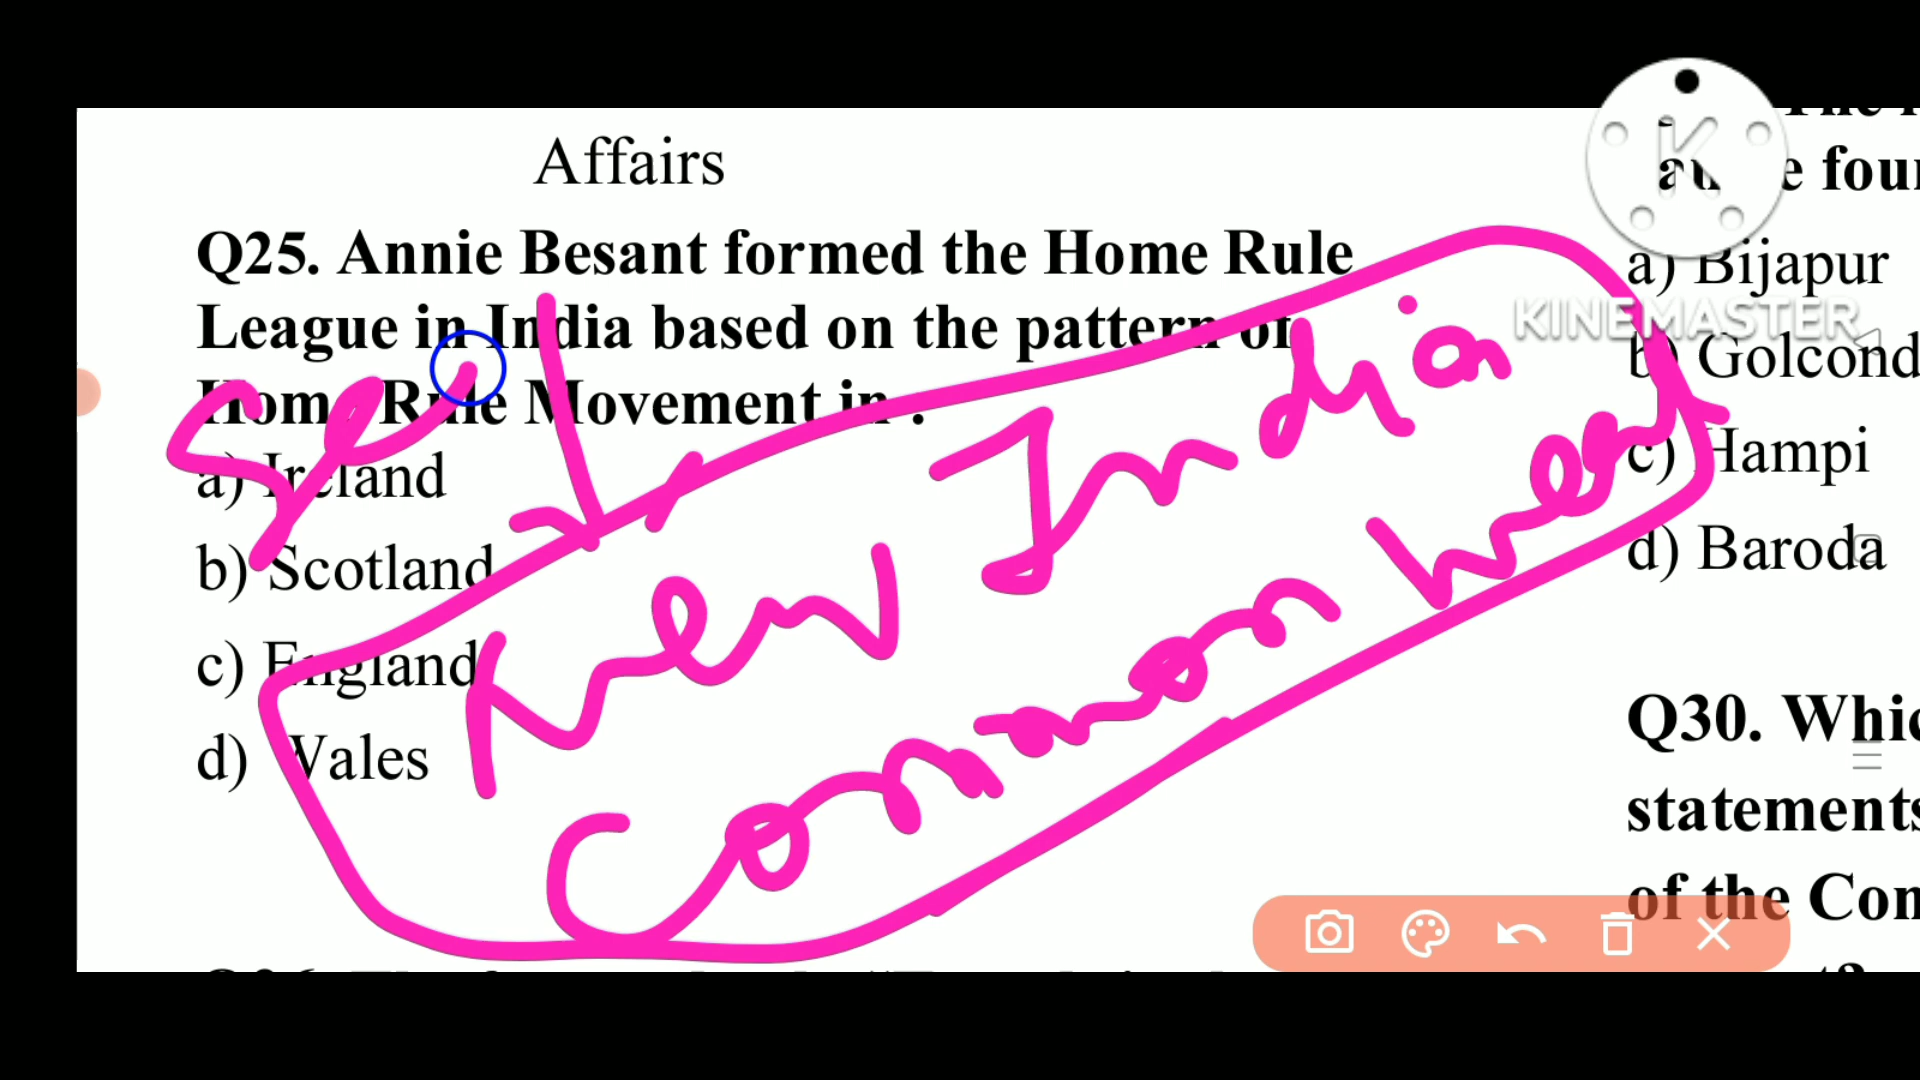 Affairs
Q25. Annie Besant formed the Home Rule
League in India based on the pattern of
Home Rule Movement in :
a) Ireland
b) Scotland
c) England
d) Wales
New India
Common
KINEMASTER
a) Bijapur
b) Golcond
c) Hampi
d) Baroda
Q30. Whic
statements
of the Con